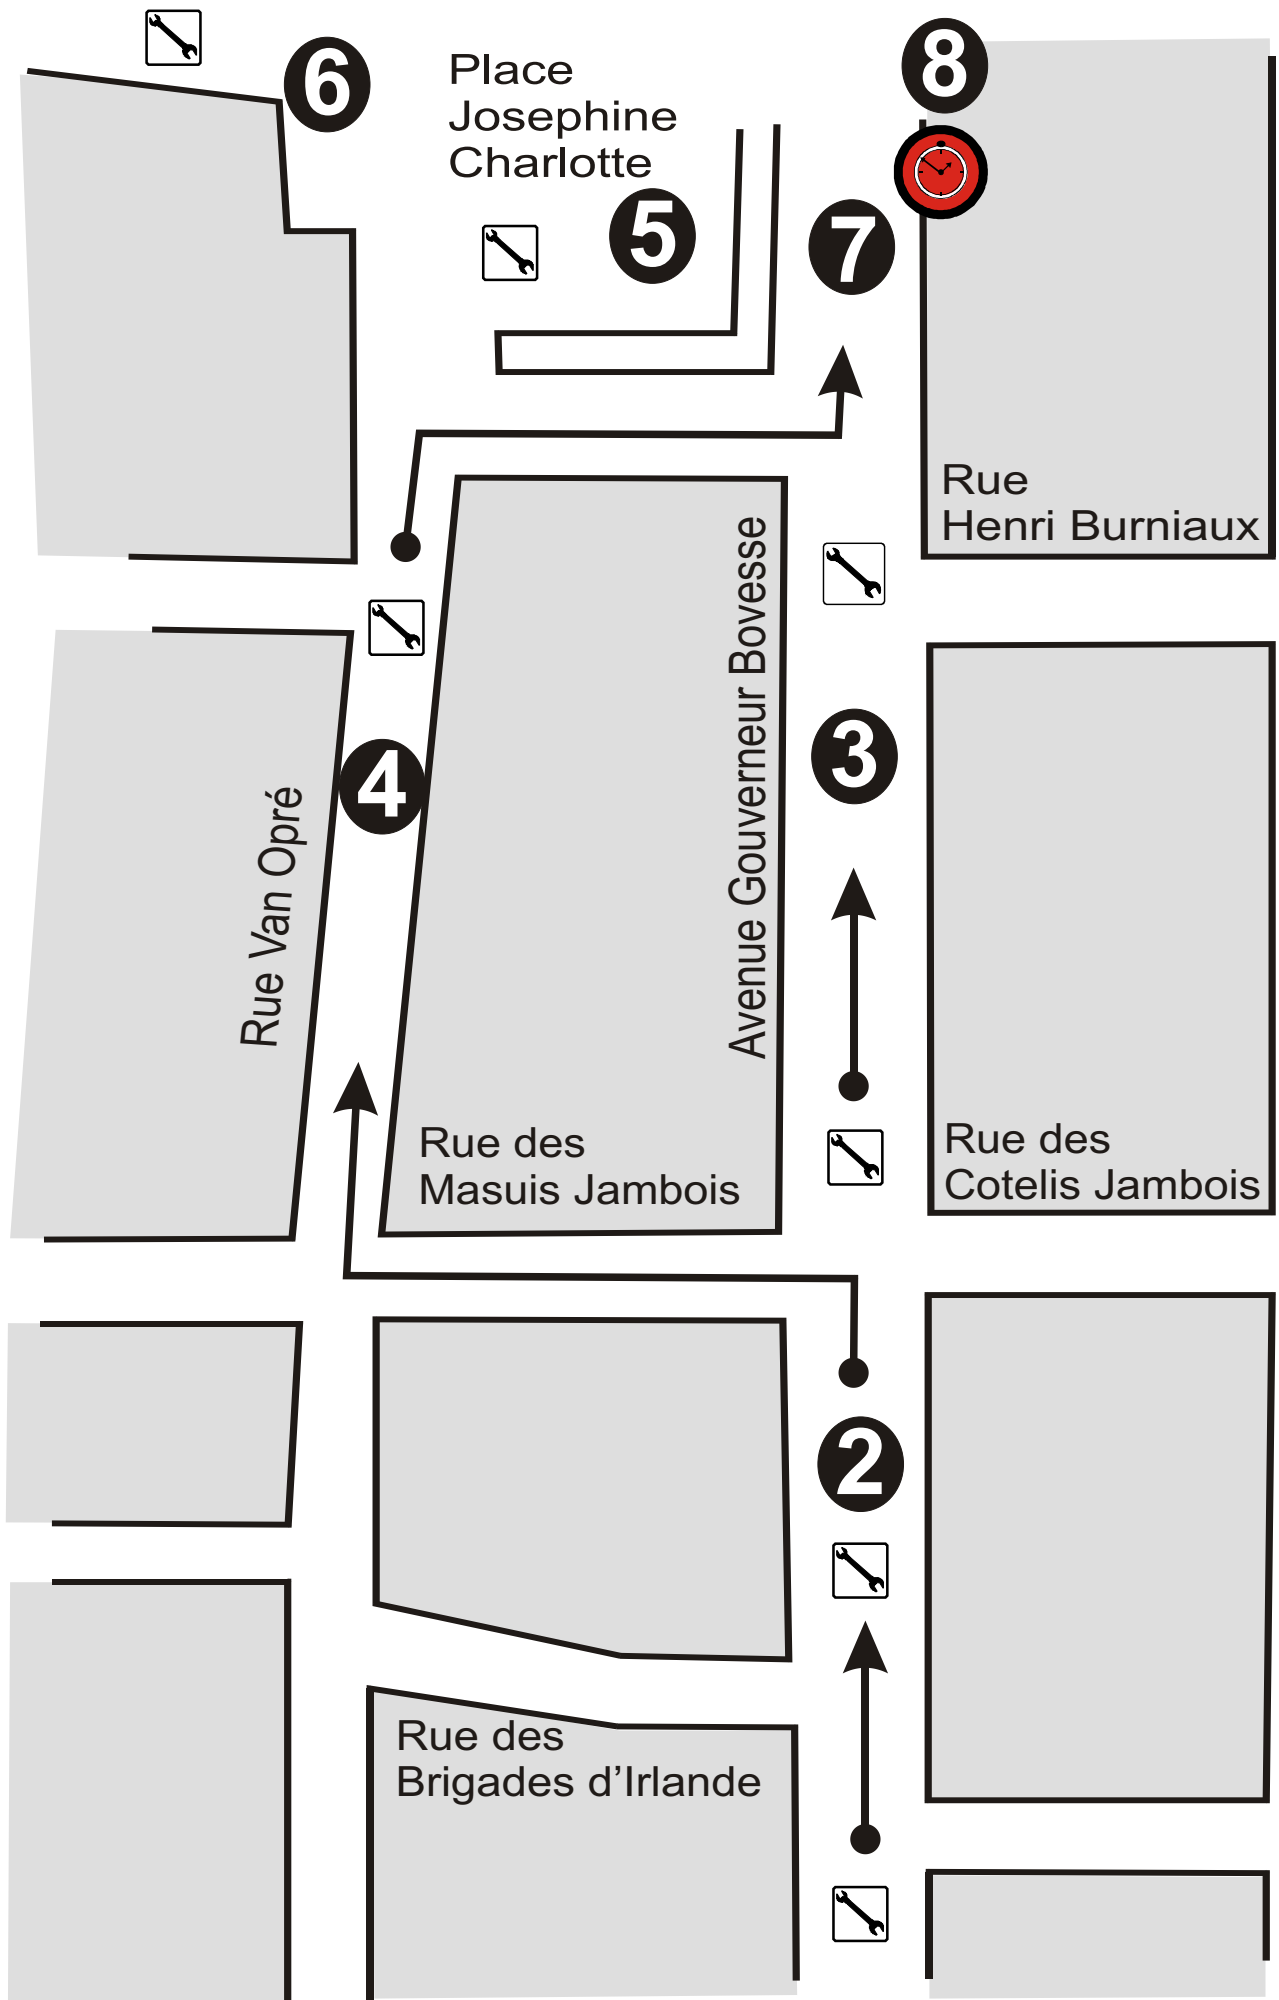 6
8
Place
Josephine
Charlotte
5
7
Rue
Henri Burniaux
Avenue Gouverneur Bovesse
3
4
Rue Van Opré
Rue des
Masuis Jambois
Rue des
Cotelis Jambois
2
Rue des
Brigades d'Irlande